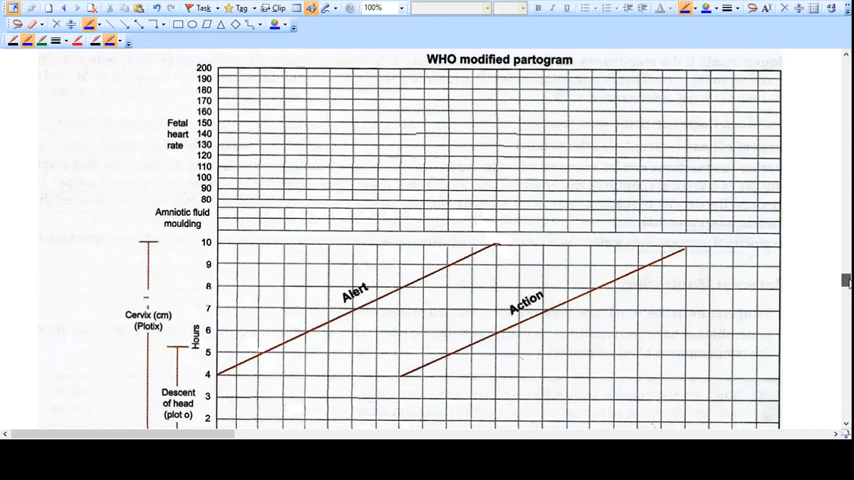 Task
Tag
Clip
100%
WHO modified partogram
200
190
180
170
160
150
140
130
120
110
100
90
80
Fetal
heart
rate
Amniotic fluid
moulding
10
9
8
7
6
5
4
3
2
Alert
Action
Hours
Cervix (cm)
(Plotix)
Descent
of head
(plot o)